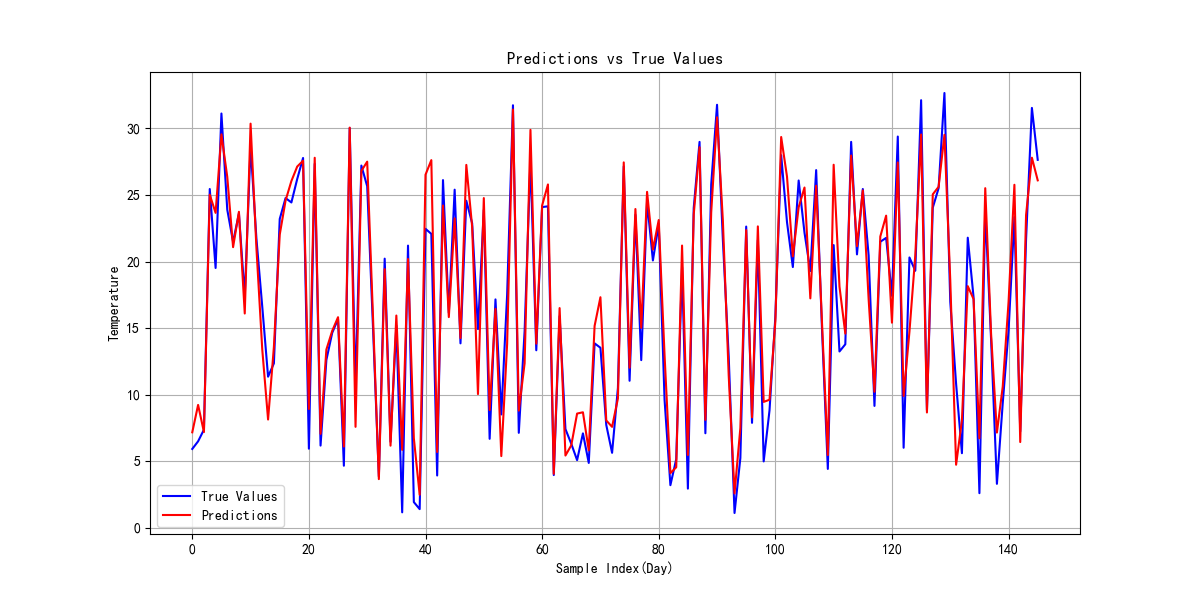 Predictions vs True Values
Temperature
30
25
20
15
10
5
0
True Values
Predictions
0 20 40 60 80 100 120 140
Sample Index(Day)